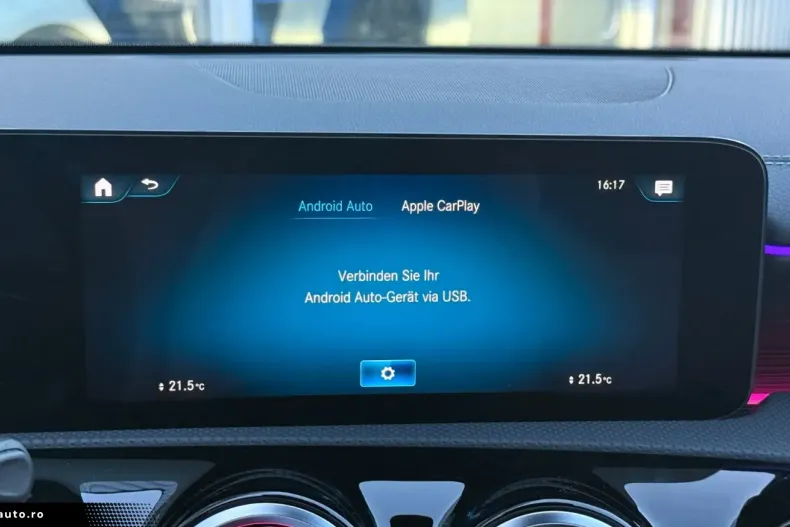 16:17
Android Auto Apple CarPlay
Verbinden Sie Ihr
Android Auto-Gerät via USB.
21.5°C 21.5°C
auto.ro